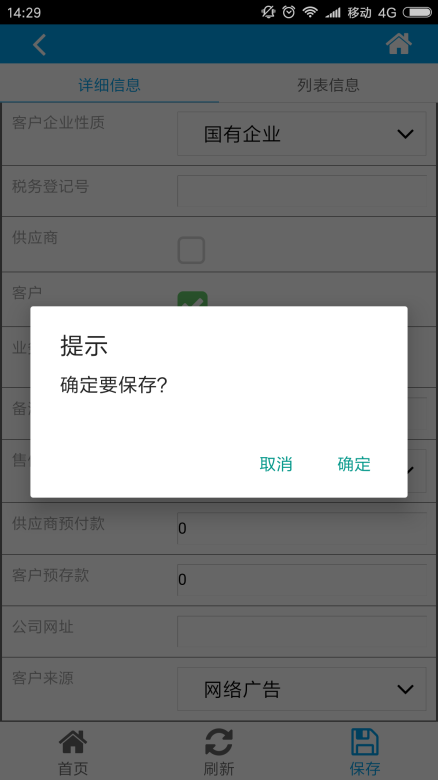 14:29 移动 4G
详细信息 列表信息
客户企业性质 国有企业
税务登记号
供应商
客户
提示
确定要保存?
取消 确定
供应商预付款 0
客户预存款 0
公司网址
客户来源 网络广告
首页 刷新 保存